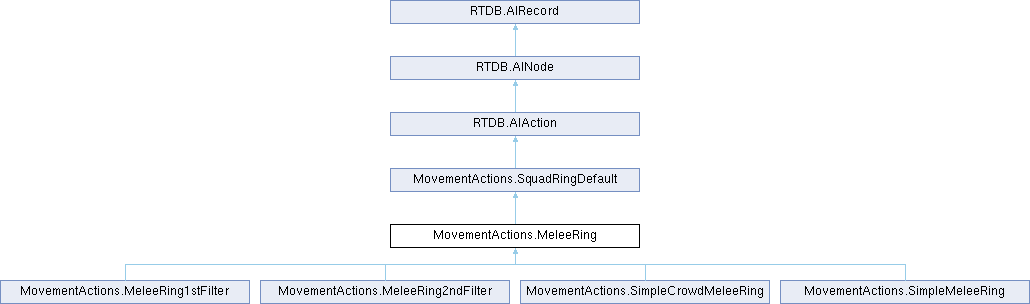 RTDB.AIRecord
RTDB.AINode
RTDB.AIAction
MovementActions.SquadRingDefault
MovementActions.MeleeRing
MovementActions.MeleeRing1stFilter
MovementActions.MeleeRing2ndFilter
MovementActions.SimpleCrowdMeleeRing
MovementActions.SimpleMeleeRing